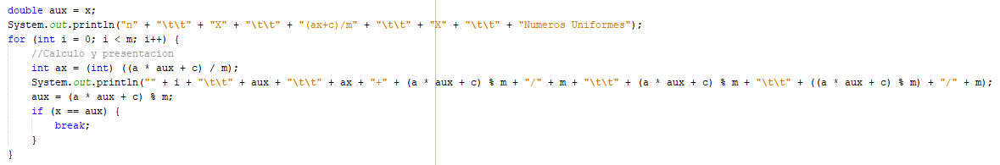 double aux = x;
System.out.println("n" + "\t\t" + "X" + "\t\t" + "(ax+c)/m" + "\t\t" + "X" + "\t\t" + "Numeros Uniformes");
for (int i = 0; i < m; i++) {
//Calculo y presentacion
int ax = (int) ((a * aux + c) / m);
System.out.println("" + i + "\t\t" + aux + "\t\t" + ax + "+" + (a * aux + c) % m + "/" + m + "\t\t" + (a * aux + c) % m + "\t\t" + ((a * aux + c) % m) + "/" + m);
aux = (a * aux + c) % m;
if (x == aux) {
break;
}
}